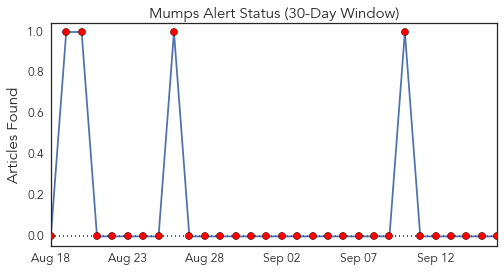 Mumps Alert Status (30-Day Window)
Articles Found
1.0
0.8
0.6
0.4
0.2
0.0
Aug 18 Aug 23 Aug 28 Sep 02 Sep 07 Sep 12